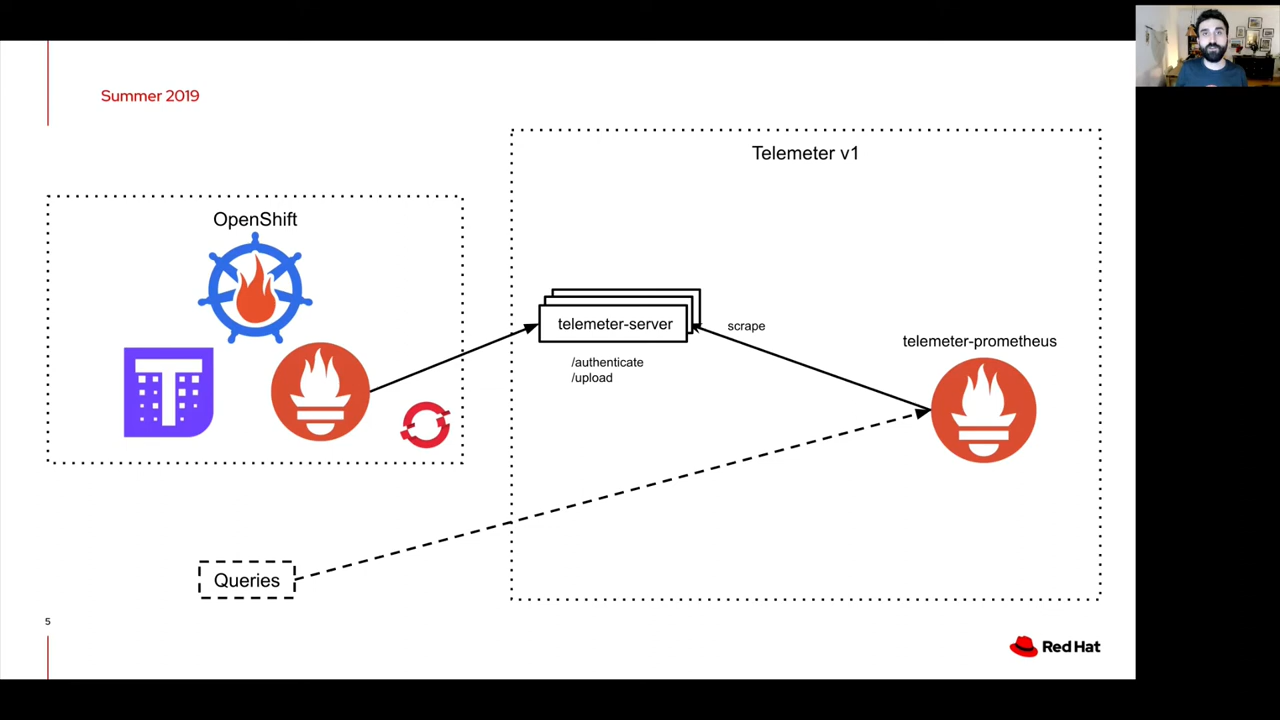 Summer 2019
Telemeter v1
OpenShift
telemeter-server
scrape
/authenticate
/upload
telemeter-prometheus
T
Queries
5
Red Hat